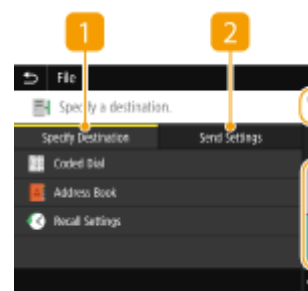 1 2
File
Specify a destination.
Specify Destination Send Settings
Coded Dial
Address Book
Recall Settings